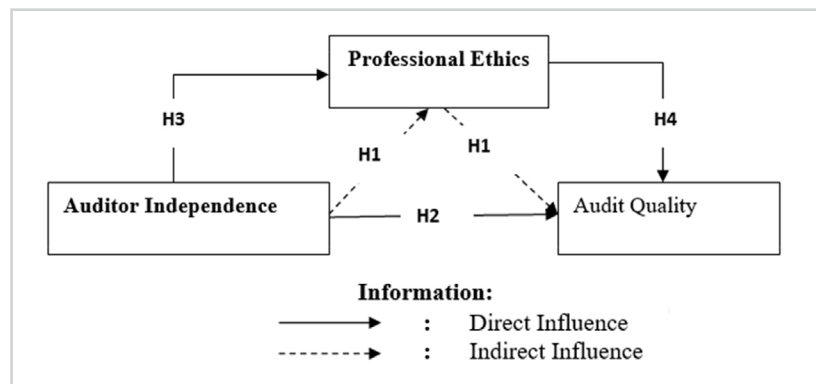 Professional Ethics
H3
H4
H1
H1
Auditor Independence
Audit Quality
H2
Information:
: Direct Influence
: Indirect Influence